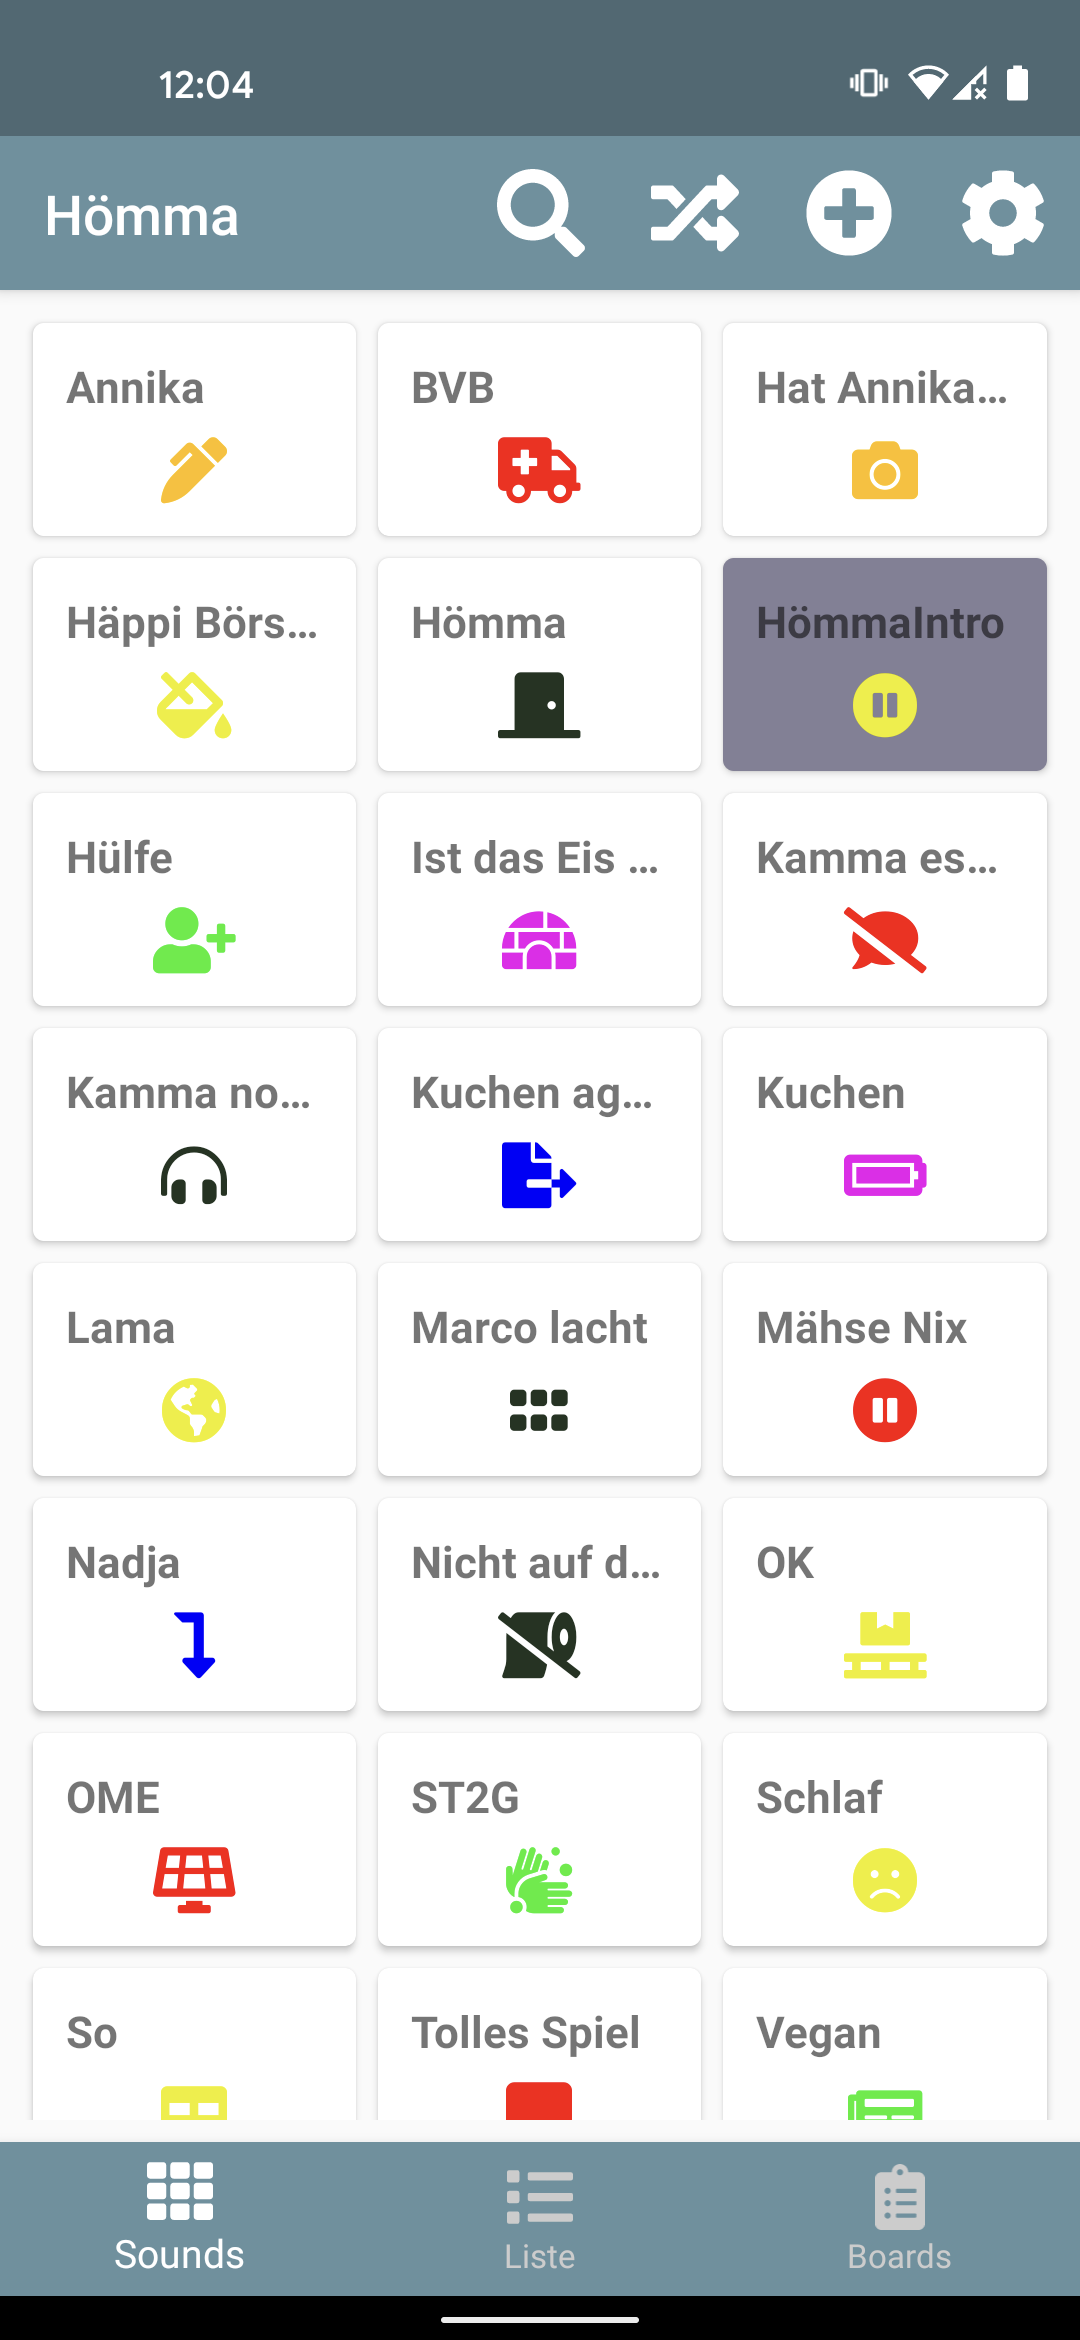 12:04
Hömma
Annika
BVB
Hat Annika...
Häppi Börs...
Hömma
HömmaIntro
Hülfe
Ist das Eis ...
Kamma es...
Kamma no...
Kuchen ag...
Kuchen
Lama
Marco lacht
Mähse Nix
Nadja
Nicht auf d...
OK
OME
ST2G
Schlaf
So
Tolles Spiel
Vegan
Sounds
Liste
Boards